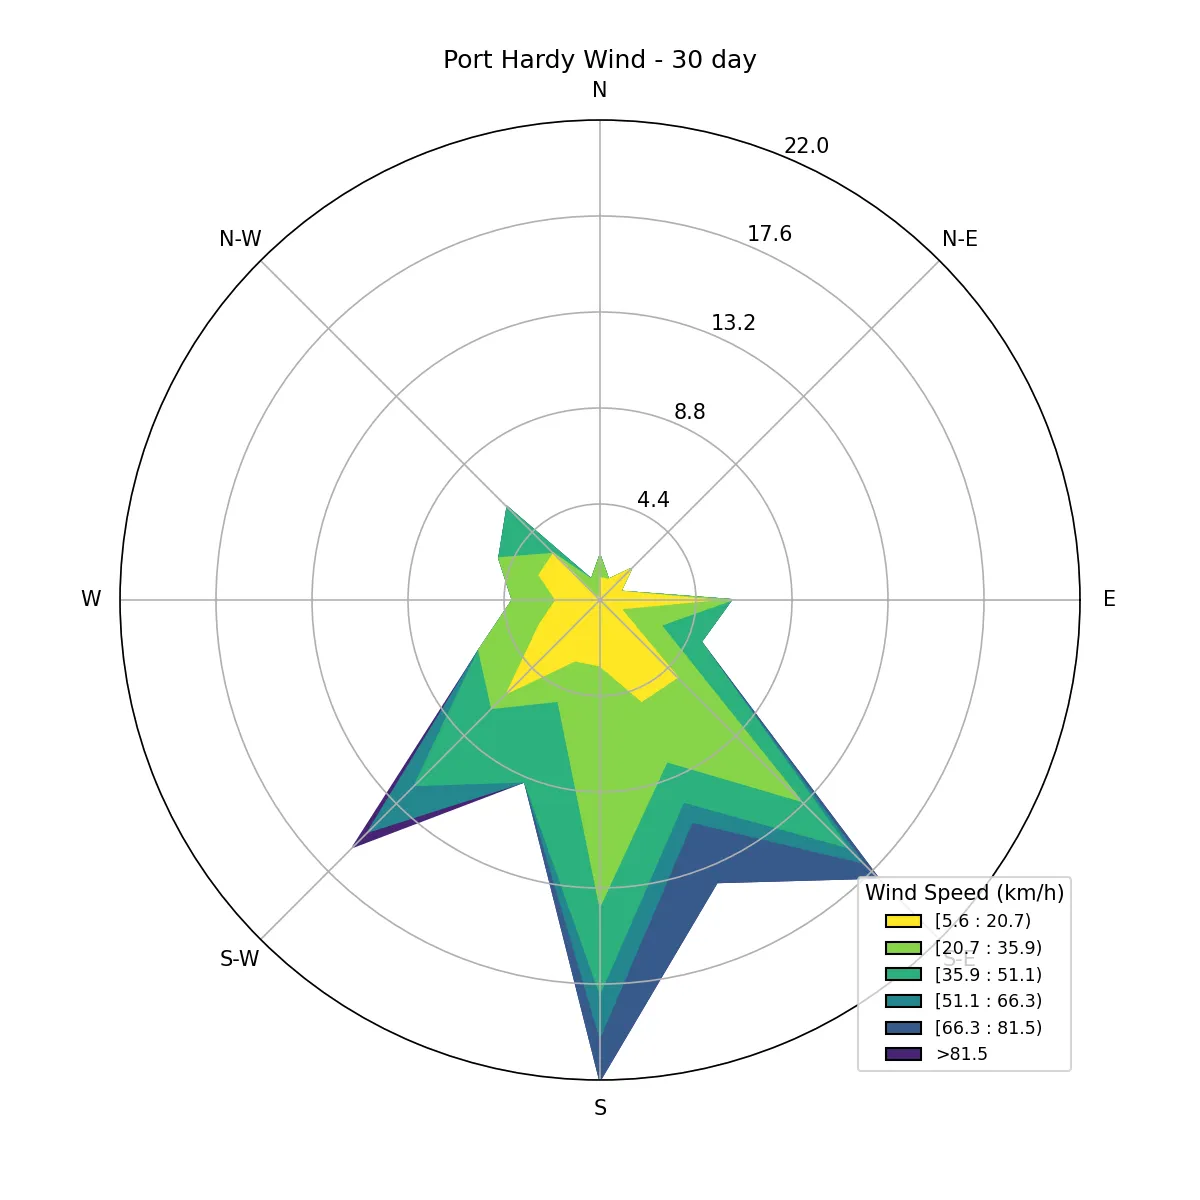 Port Hardy Wind - 30 day
N
22.0
17.6
N-W
N-E
13.2
8.8
4.4
W
E
Wind Speed (km/h)
[5.6 : 20.7)
[20.7 : 35.9)
S-W
S-E
[35.9 : 51.1)
[51.1 : 66.3)
[66.3 : 81.5)
>81.5
S